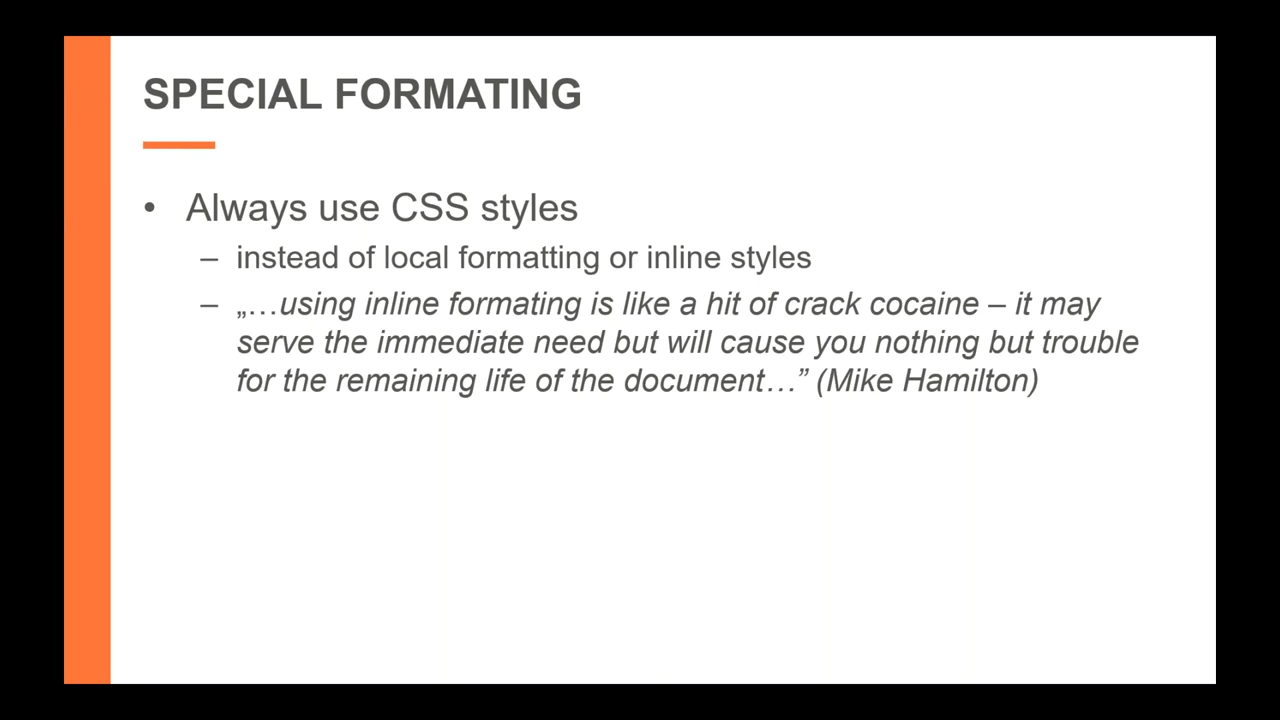 SPECIAL FORMATING
• Always use CSS styles
– instead of local formatting or inline styles
– „…using inline formating is like a hit of crack cocaine – it may
serve the immediate need but will cause you nothing but trouble
for the remaining life of the document…” (Mike Hamilton)